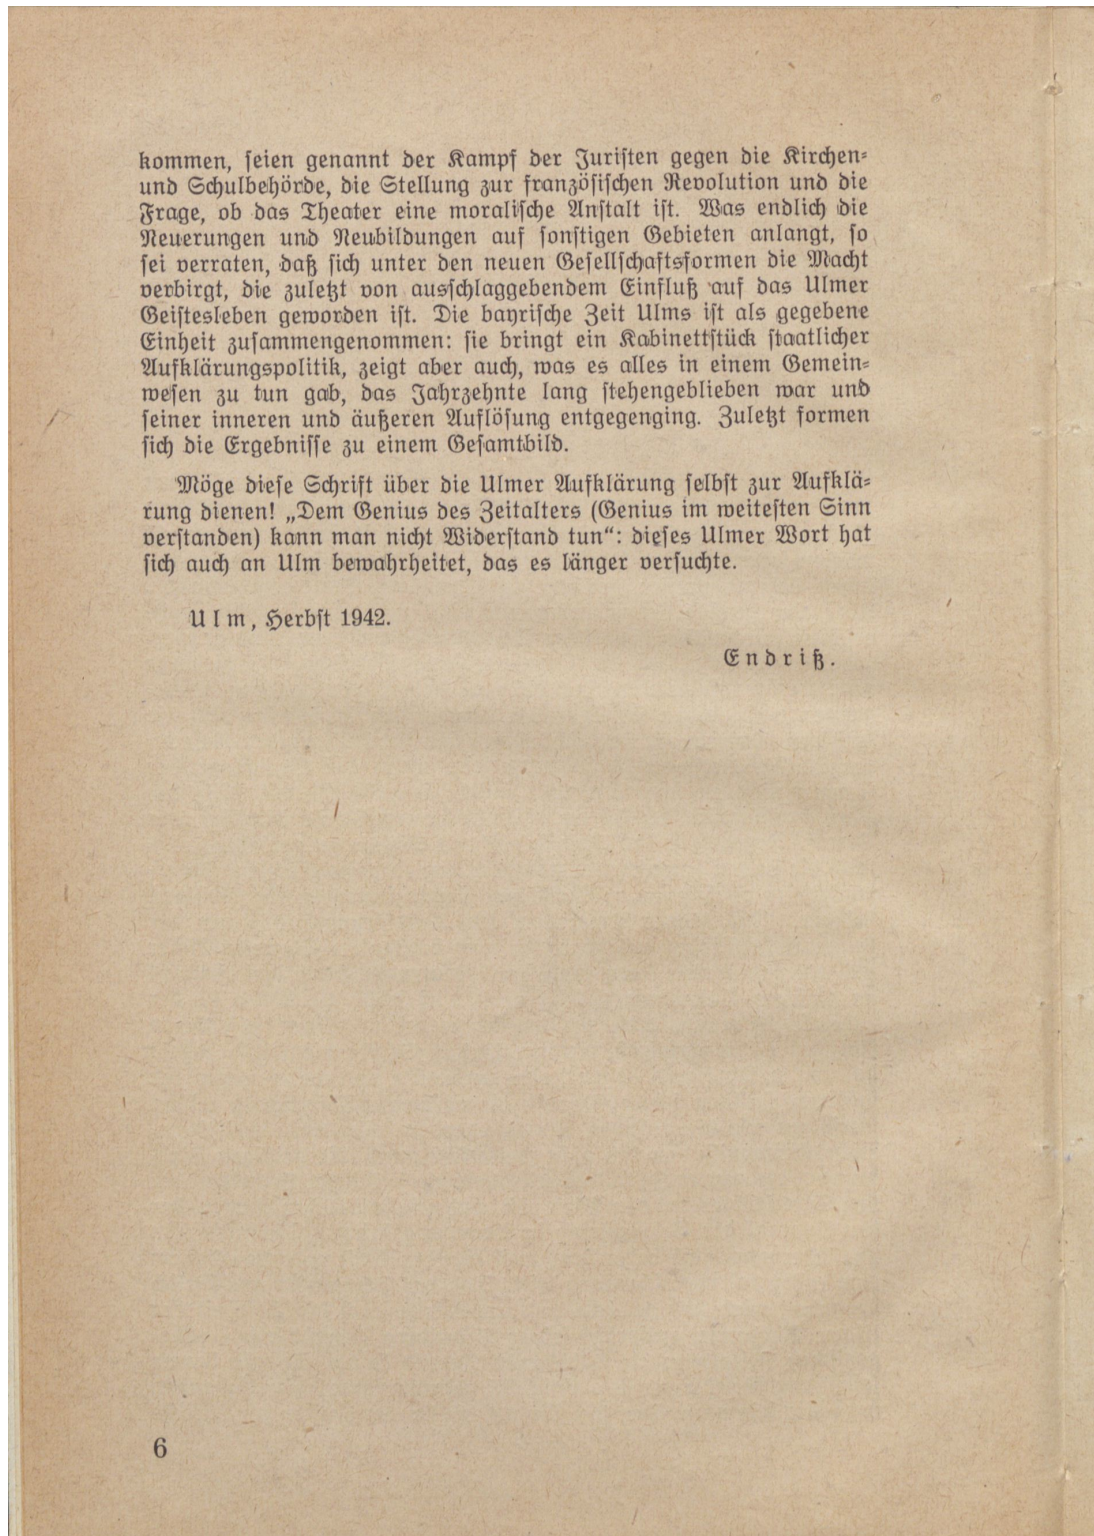 kommen, seien genannt der Kampf der Juristen gegen die Kirchen-
und Schulbehörde, die Stellung zur französischen Revolution und die
Frage, ob das Theater eine moralische Anstalt ist. Was endlich die
Neuerungen und Neubildungen auf sonstigen Gebieten anlangt, so
sei verraten, daß sich unter den neuen Gesellschaftsformen die Macht
verbirgt, die zuletzt von ausschlaggebendem Einfluß auf das Ulmer
Geistesleben geworden ist. Die bayrische Zeit Ulms ist als gegebene
Einheit zusammengenommen: sie bringt ein Kabinettstück staatlicher
Aufklärungspolitik, zeigt aber auch, was es alles in einem Gemein-
wesen zu tun gab, das Jahrzehnte lang stehengeblieben war und
seiner inneren und äußeren Auflösung entgegenging. Zuletzt formen
sich die Ergebnisse zu einem Gesamtbild.
Möge diese Schrift über die Ulmer Aufklärung selbst zur Aufklä-
rung dienen! „Dem Genius des Zeitalters (Genius im weitesten Sinn
verstanden) kann man nicht Widerstand tun“: dieses Ulmer Wort hat
sich auch an Ulm bewahrheitet, das es länger versuchte.
Ulm, Herbst 1942.
Endriß.
6